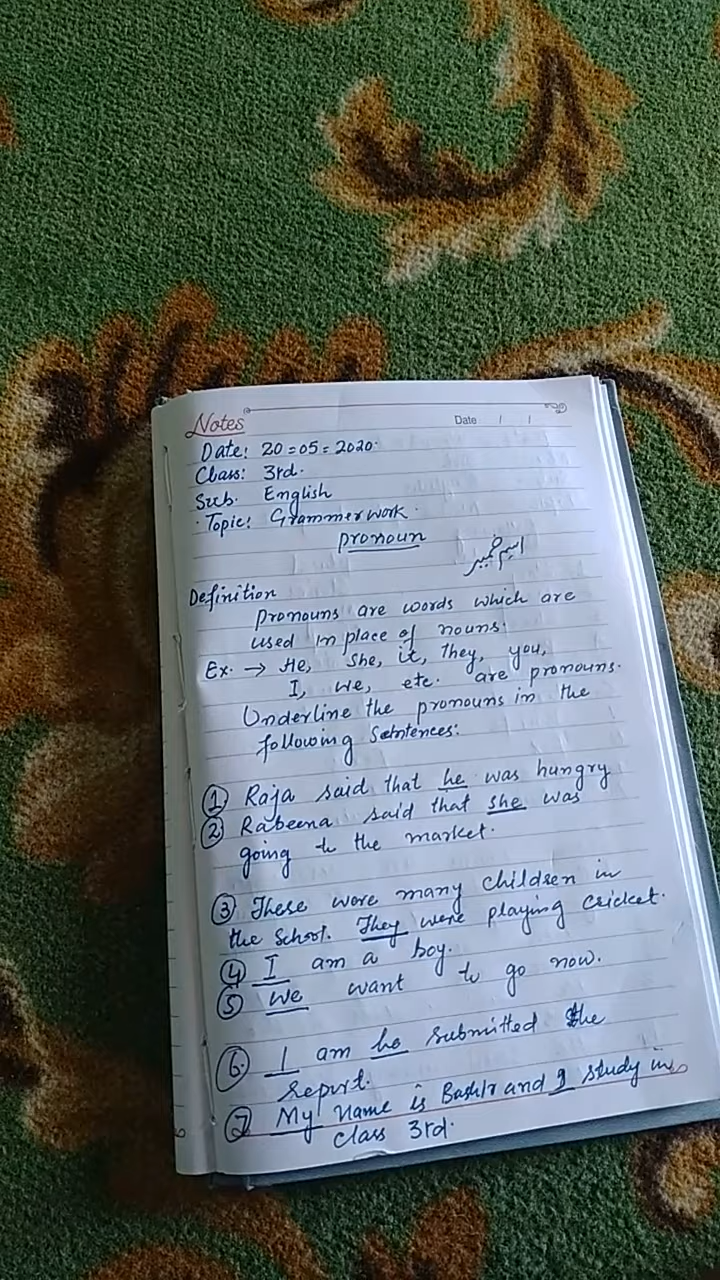 Notes
Date / /
Date: 20=05=2020.
Class: 3rd.
Sub. English
Topic: Grammer work.
pronoun
اسم ضمیر
Definition
Pronouns are words which are
used in place of nouns.
Ex. → He, she, it, they, you,
I, we, etc. are pronouns.
Underline the pronouns in the
following Sentences:
① Raja said that he was hungry
② Rabeena said that she was
going to the market.
③ These were many children in
the School. They were playing cricket.
④ I am a boy.
⑤ We want to go now.
⑥ I am he submitted the
report.
⑦ My name is Bashir and I study in
class 3rd.